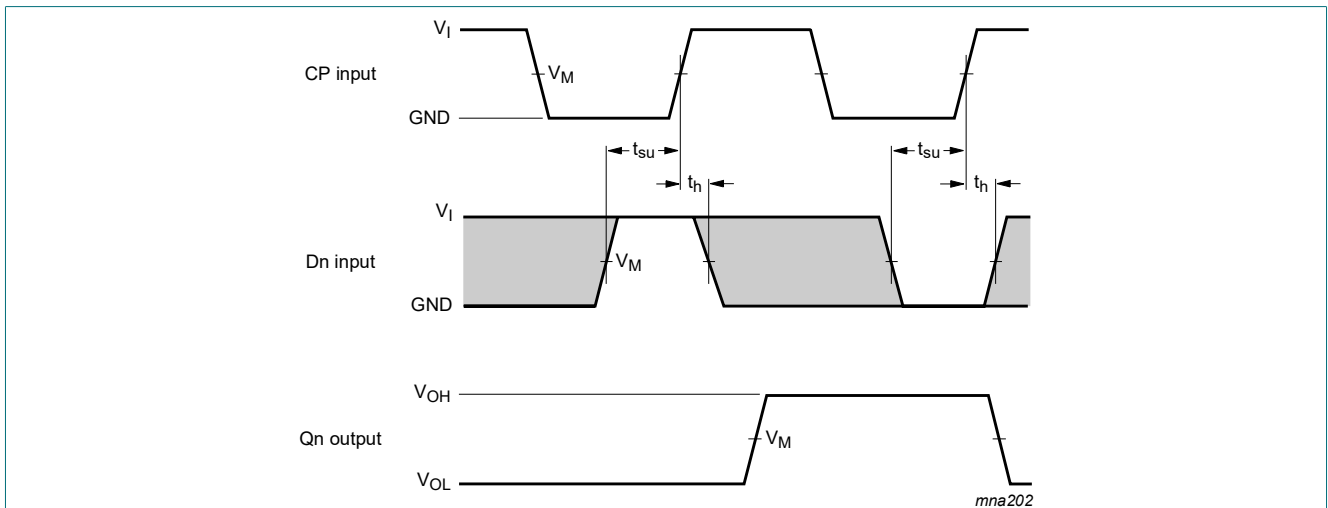 V_I
CP input
V_M
GND
t_su
t_su
t_h
t_h
V_I
Dn input
V_M
GND
V_OH
Qn output
V_M
V_OL
mna202